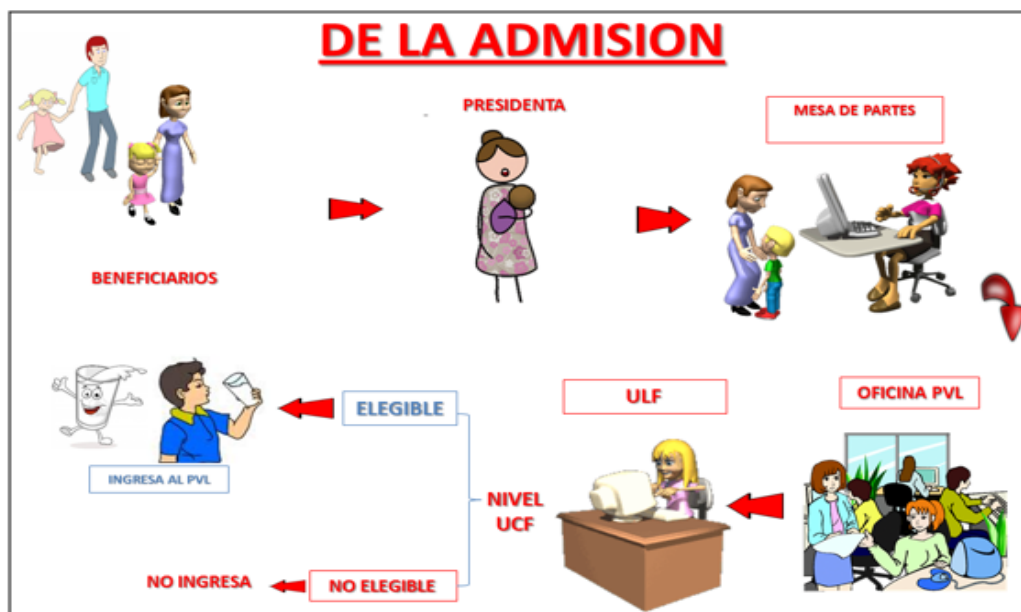 DE LA ADMISION
PRESIDENTA
MESA DE PARTES
BENEFICIARIOS
ELEGIBLE
ULF
OFICINA PVL
INGRESA AL PVL
NIVEL
UCF
NO INGRESA
NO ELEGIBLE